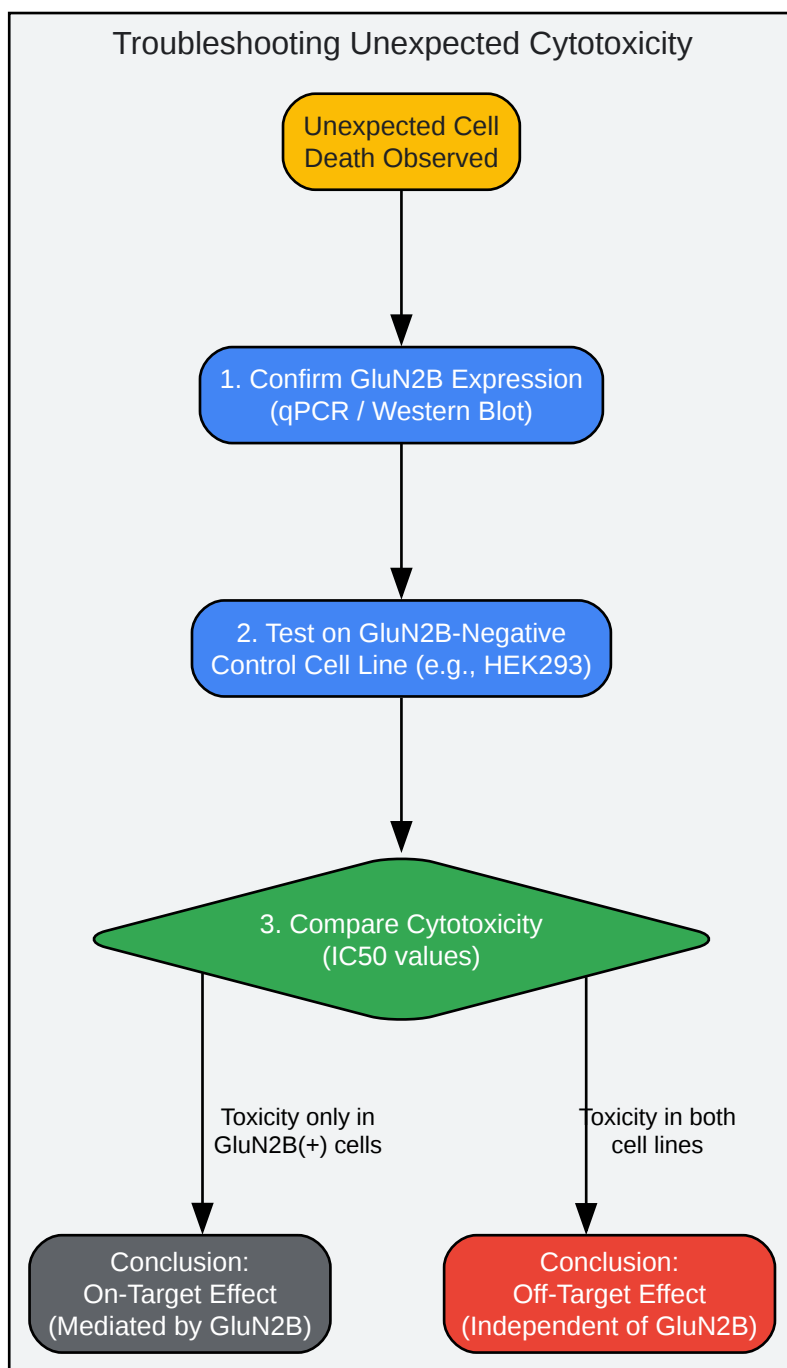 Troubleshooting Unexpected Cytotoxicity
Unexpected Cell
Death Observed
1. Confirm GluN2B Expression
(qPCR / Western Blot)
2. Test on GluN2B-Negative
Control Cell Line (e.g., HEK293)
3. Compare Cytotoxicity
(IC50 values)
Toxicity only in
GluN2B(+) cells
Toxicity in both
cell lines
Conclusion:
On-Target Effect
(Mediated by GluN2B)
Conclusion:
Off-Target Effect
(Independent of GluN2B)